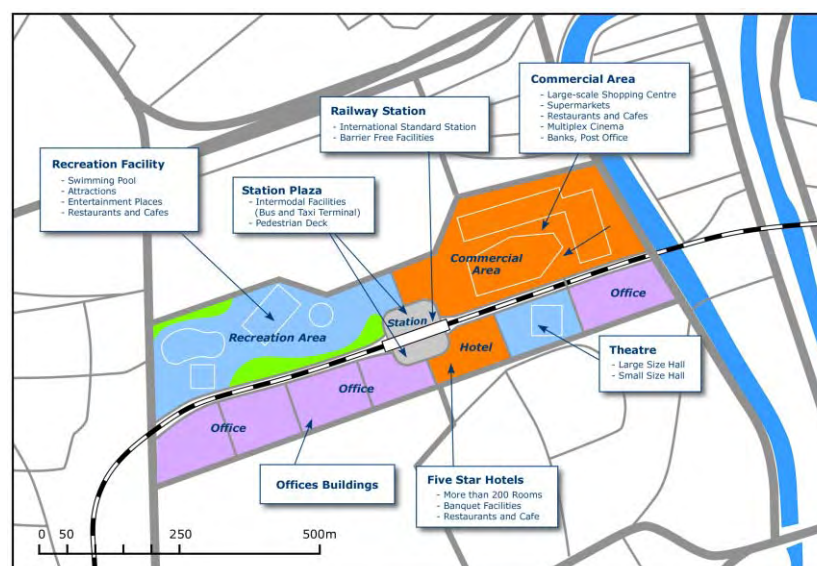 Commercial Area
- Large-scale Shopping Centre
- Supermarkets
- Restaurants and Cafes
- Multiplex Cinema
- Banks, Post Office
Railway Station
- International Standard Station
- Barrier Free Facilities
Recreation Facility
- Swimming Pool
- Attractions
- Entertainment Places
- Restaurants and Cafes
Station Plaza
- Intermodal Facilities
(Bus and Taxi Terminal)
- Pedestrian Deck
Commercial
Area
Office
Station
Recreation Area
Hotel
Theatre
- Large Size Hall
- Small Size Hall
Office
Office
Offices Buildings
Five Star Hotels
- More than 200 Rooms
- Banquet Facilities
- Restaurants and Cafe
0 50 250 500m